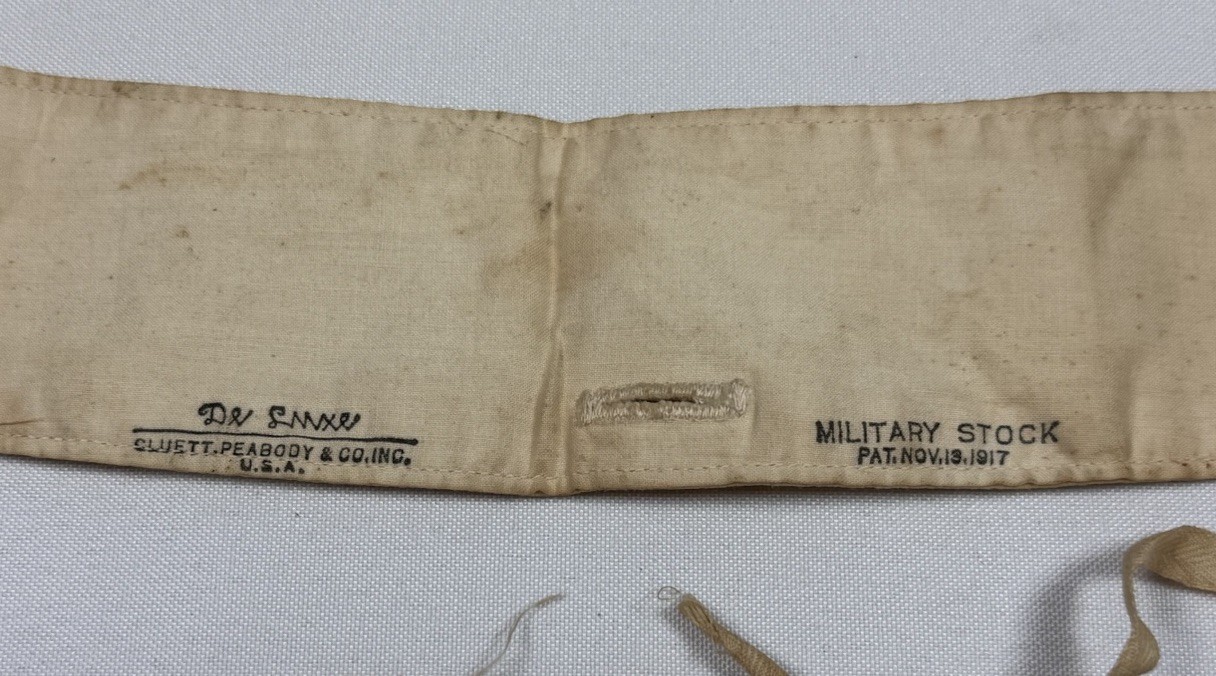 De Luxe
CLUETT.PEABODY & CO.INC.
U.S.A.
MILITARY STOCK
PAT.NOV.13.1917